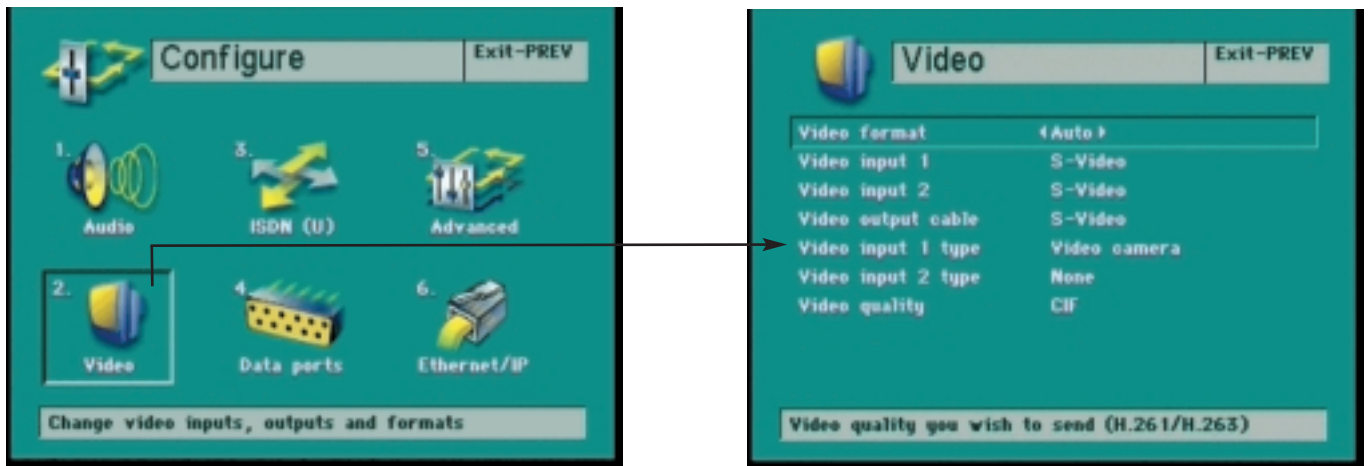 Configure
Exit-PREV
1.
Audio
3.
ISDN (U)
5.
Advanced
2.
Video
4.
Data ports
6.
Ethernet/IP
Change video inputs, outputs and formats
Video
Exit-PREV
Video format Auto
Video input 1 S-Video
Video input 2 S-Video
Video output cable S-Video
Video input 1 type Video camera
Video input 2 type None
Video quality CIF
Video quality you wish to send (H.261/H.263)